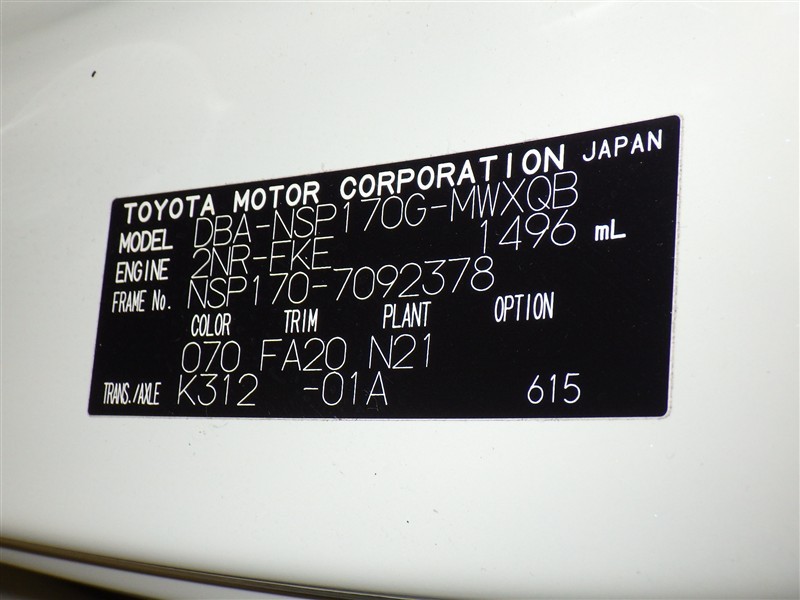 TOYOTA MOTOR CORPORATION JAPAN
MODEL DBA-NSP170G-MWXQB
ENGINE 2NR-FKE 1496 mL
FRAME No. NSP170-7092378
COLOR TRIM PLANT OPTION
070 FA20 N21
TRANS./AXLE K312 -01A 615